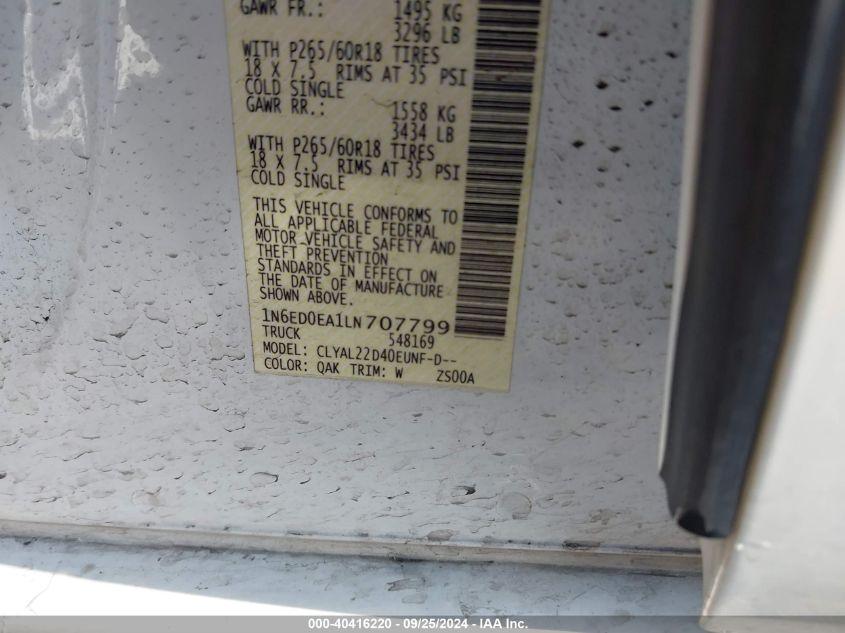 GAWR FR.: 1495 KG
3296 LB
WITH P265/60R18 TIRES
18 X 7.5 RIMS AT 35 PSI
COLD SINGLE
GAWR RR.: 1558 KG
3434 LB
WITH P265/60R18 TIRES
18 X 7.5 RIMS AT 35 PSI
COLD SINGLE
THIS VEHICLE CONFORMS TO
ALL APPLICABLE FEDERAL
MOTOR VEHICLE SAFETY AND
THEFT PREVENTION
STANDARDS IN EFFECT ON
THE DATE OF MANUFACTURE
SHOWN ABOVE.
1N6ED0EA1LN707799
TRUCK 548169
MODEL: CLYAL22D40EUNF-D--
COLOR: QAK TRIM: W ZS00A
000-40416220 - 09/25/2024 - IAA Inc.